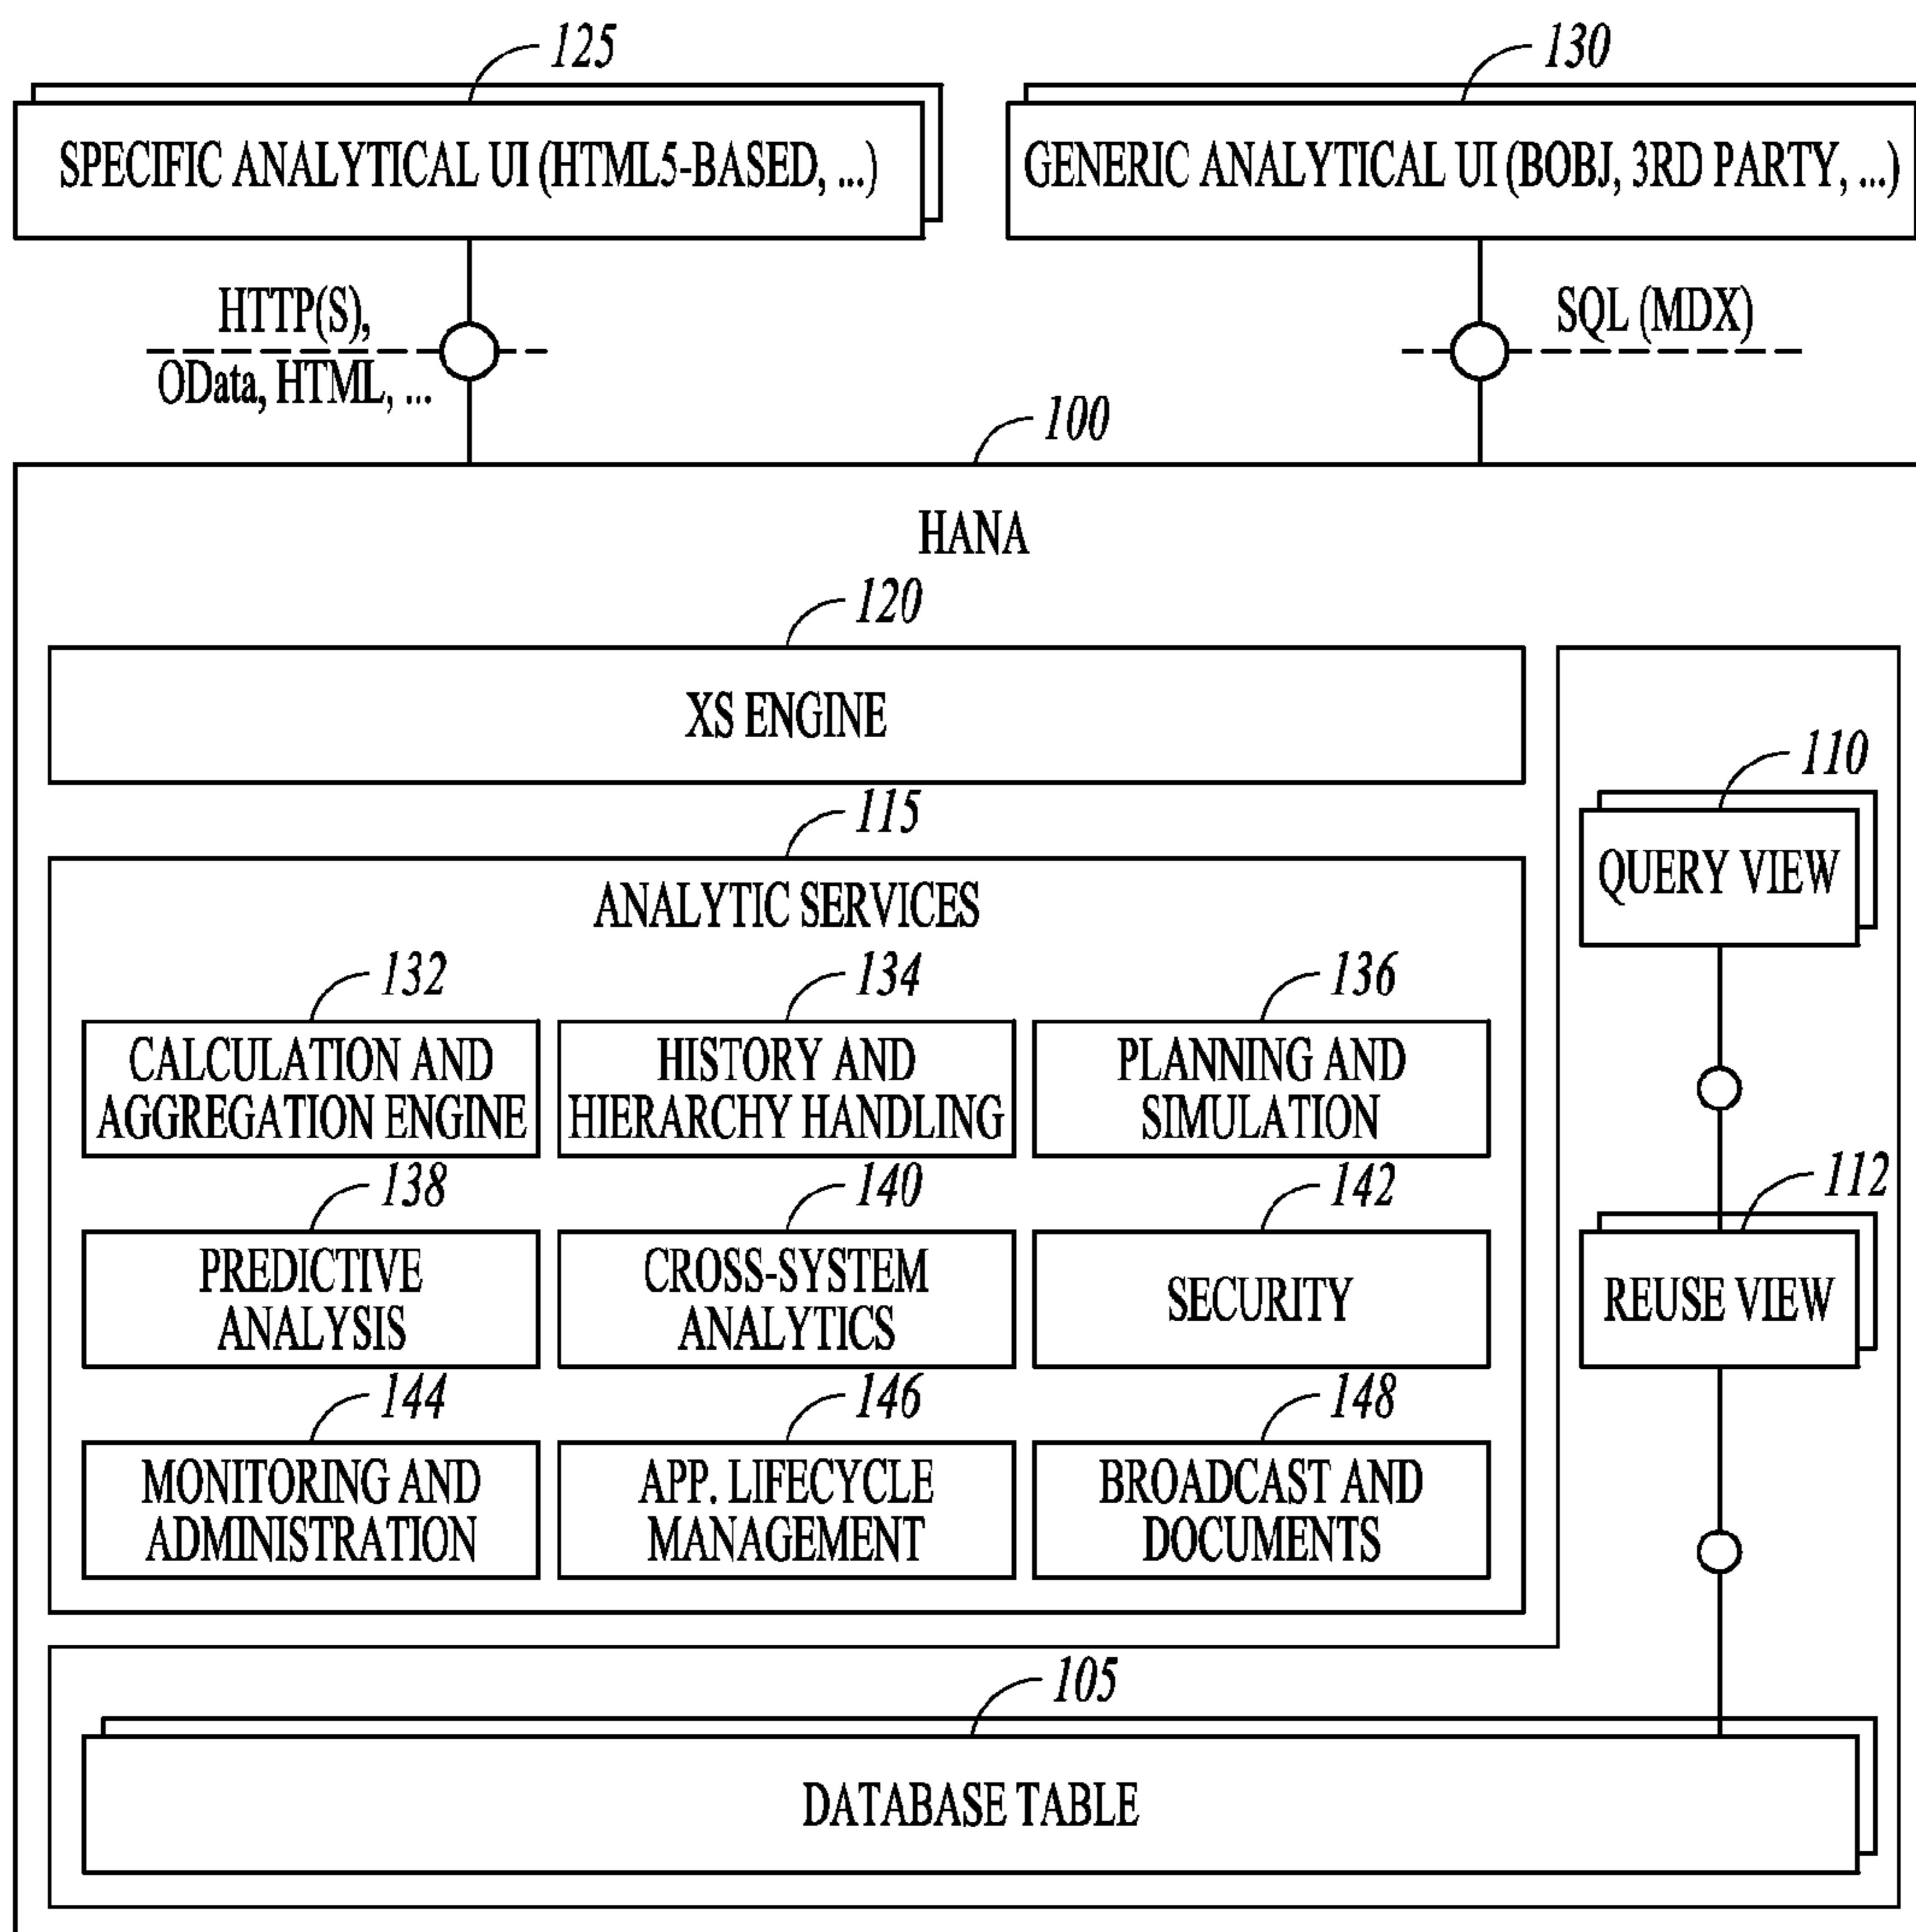 125
130
SPECIFIC ANALYTICAL UI (HTML5-BASED, ...)
GENERIC ANALYTICAL UI (BOBJ, 3RD PARTY, ...)
HTTP(S),
OData, HTML, ...
SQL (MDX)
100
HANA
120
XS ENGINE
110
QUERY VIEW
115
ANALYTIC SERVICES
132
CALCULATION AND
AGGREGATION ENGINE
134
HISTORY AND
HIERARCHY HANDLING
136
PLANNING AND
SIMULATION
138
PREDICTIVE
ANALYSIS
140
CROSS-SYSTEM
ANALYTICS
142
SECURITY
112
REUSE VIEW
144
MONITORING AND
ADMINISTRATION
146
APP. LIFECYCLE
MANAGEMENT
148
BROADCAST AND
DOCUMENTS
105
DATABASE TABLE